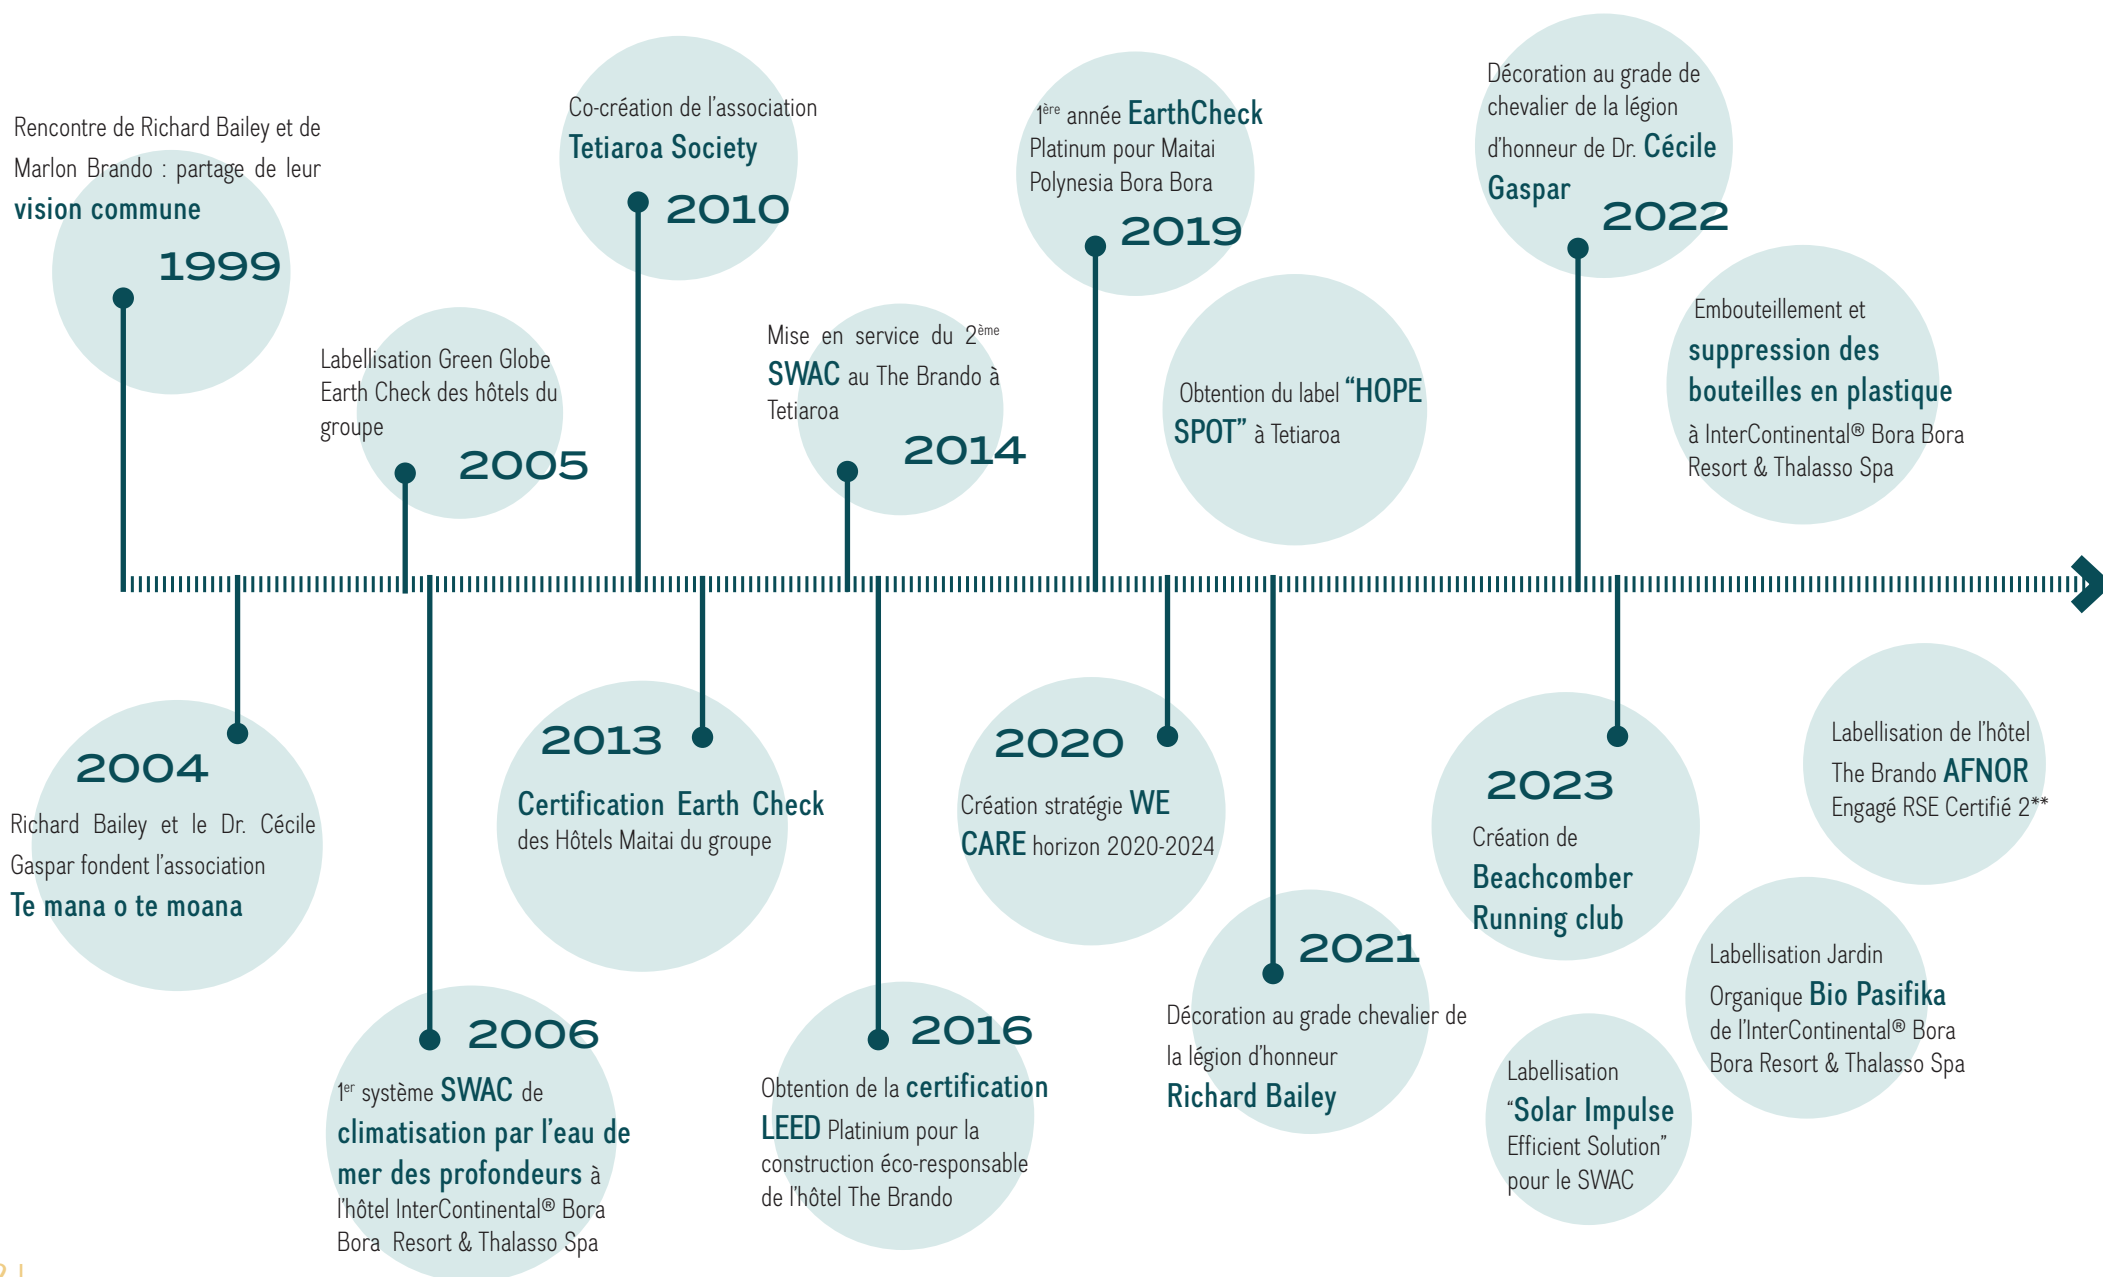 Rencontre de Richard Bailey et de
Marlon Brando : partage de leur
vision commune
1999
Labellisation Green Globe
Earth Check des hôtels du
groupe
2005
Co-création de l'association
Tetiaroa Society
2010
Mise en service du 2ème
SWAC au The Brando à
Tetiaroa
2014
1ère année EarthCheck
Platinum pour Maitai
Polynesia Bora Bora
2019
Obtention du label “HOPE
SPOT” à Tetiaroa
Décoration au grade de
chevalier de la légion
d'honneur de Dr. Cécile
Gaspar
2022
Embouteillement et
suppression des
bouteilles en plastique
à InterContinental® Bora Bora
Resort & Thalasso Spa
2004
Richard Bailey et le Dr. Cécile
Gaspar fondent l'association
Te mana o te moana
2006
1er système SWAC de
climatisation par l'eau de
mer des profondeurs à
l'hôtel InterContinental® Bora
Bora Resort & Thalasso Spa
2013
Certification Earth Check
des Hôtels Maitai du groupe
2016
Obtention de la certification
LEED Platinium pour la
construction éco-responsable
de l'hôtel The Brando
2020
Création stratégie WE
CARE horizon 2020-2024
2021
Décoration au grade chevalier de
la légion d'honneur
Richard Bailey
2023
Création de
Beachcomber
Running club
Labellisation
“Solar Impulse
Efficient Solution”
pour le SWAC
Labellisation Jardin
Organique Bio Pasifika
de l'InterContinental® Bora
Bora Resort & Thalasso Spa
Labellisation de l'hôtel
The Brando AFNOR
Engagé RSE Certifié 2**